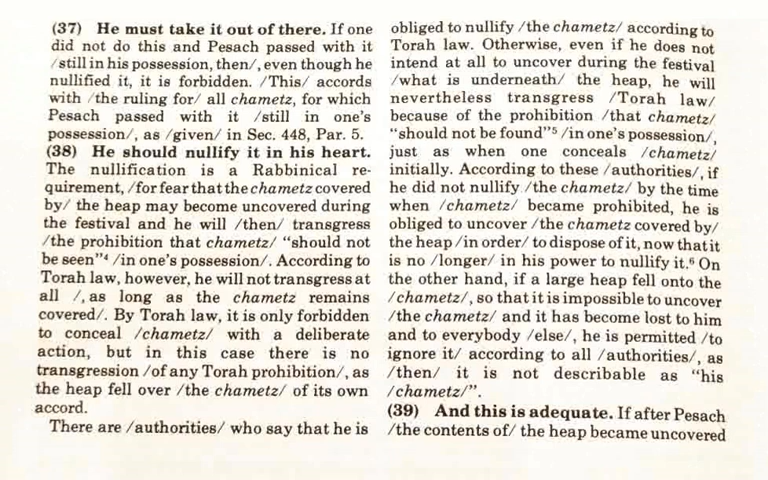 (37) He must take it out of there. If one
did not do this and Pesach passed with it
/still in his possession, then/, even though he
nullified it, it is forbidden. /This/ accords
with /the ruling for/ all chametz, for which
Pesach passed with it /still in one's
possession/, as /given/ in Sec. 448, Par. 5.
(38) He should nullify it in his heart.
The nullification is a Rabbinical re-
quirement, /for fear that the chametz covered
by/ the heap may become uncovered during
the festival and he will /then/ transgress
/the prohibition that chametz/ "should not
be seen"⁴ /in one's possession/. According to
Torah law, however, he will not transgress at
all /, as long as the chametz remains
covered/. By Torah law, it is only forbidden
to conceal /chametz/ with a deliberate
action, but in this case there is no
transgression /of any Torah prohibition/, as
the heap fell over /the chametz/ of its own
accord.
There are /authorities/ who say that he is
obliged to nullify /the chametz/ according to
Torah law. Otherwise, even if he does not
intend at all to uncover during the festival
/what is underneath/ the heap, he will
nevertheless transgress /Torah law/
because of the prohibition /that chametz/
"should not be found"⁵ /in one's possession/,
just as when one conceals /chametz/
initially. According to these /authorities/, if
he did not nullify /the chametz/ by the time
when /chametz/ became prohibited, he is
obliged to uncover /the chametz covered by/
the heap /in order/ to dispose of it, now that it
is no /longer/ in his power to nullify it.⁶ On
the other hand, if a large heap fell onto the
/chametz/, so that it is impossible to uncover
/the chametz/ and it has become lost to him
and to everybody /else/, he is permitted /to
ignore it/ according to all /authorities/, as
/then/ it is not describable as "his
/chametz/".
(39) And this is adequate. If after Pesach
/the contents of/ the heap became uncovered